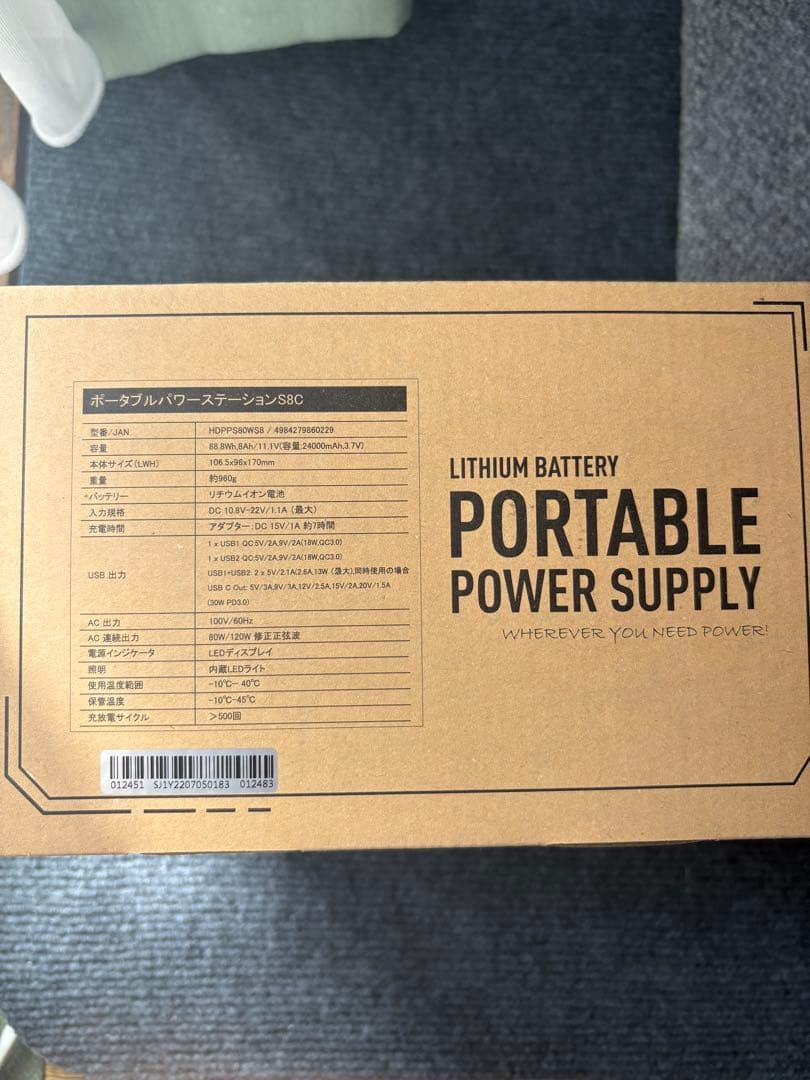 ポータブルパワーステーションS8C
型番/JAN HDPPS80WS8 / 4984279860229
容量 88.8Wh,8Ah/11.1V(容量:24000mAh,3.7V)
本体サイズ(LWH) 106.5x96x170mm
重量 約960g
バッテリー リチウムイオン電池
入力規格 DC 10.8V-22V/1.1A (最大)
充電時間 アダプター: DC 15V/1A 約7時間
USB 出力
1 x USB1 QC:5V/2A,9V/2A(18W,QC3.0)
1 x USB2 QC:5V/2A,9V/2A(18W,QC3.0)
USB1+USB2: 2 x 5V/2.1A(2.6A,13W (最大),同時使用の場合
USB C Out: 5V/3A,9V/3A,12V/2.5A,15V/2A,20V/1.5A
(30W PD3.0)
AC 出力 100V/60Hz
AC 連続出力 80W/120W 修正正弦波
電源インジケータ LEDディスプレイ
照明 内蔵LEDライト
使用温度範囲 -10℃- 40℃
保管温度 -10℃-45℃
充放電サイクル >500回
012451 SJ1Y2207050183 012483
LITHIUM BATTERY
PORTABLE
POWER SUPPLY
WHEREVER YOU NEED POWER!